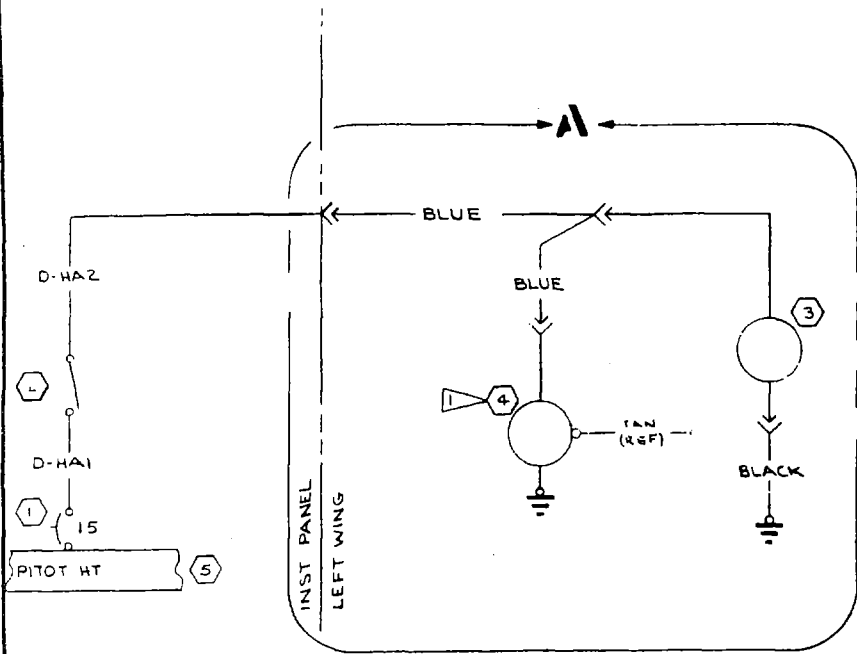 A
BLUE
D-HA2
BLUE
3
1 4
TAN
(REF)
D-HA1
BLACK
1
15
PITOT HT
5
INST PANEL
LEFT WING